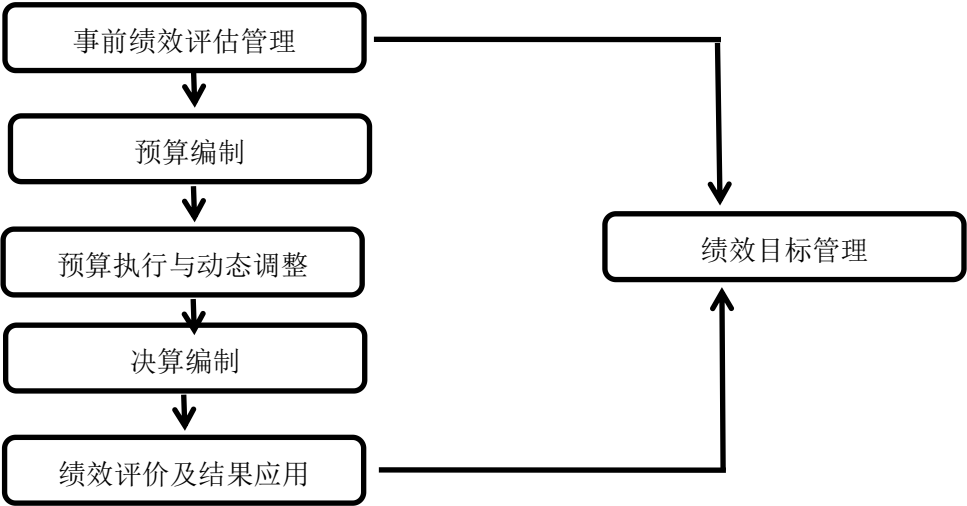 事前绩效评估管理
预算编制
预算执行与动态调整
决算编制
绩效评价及结果应用
绩效目标管理